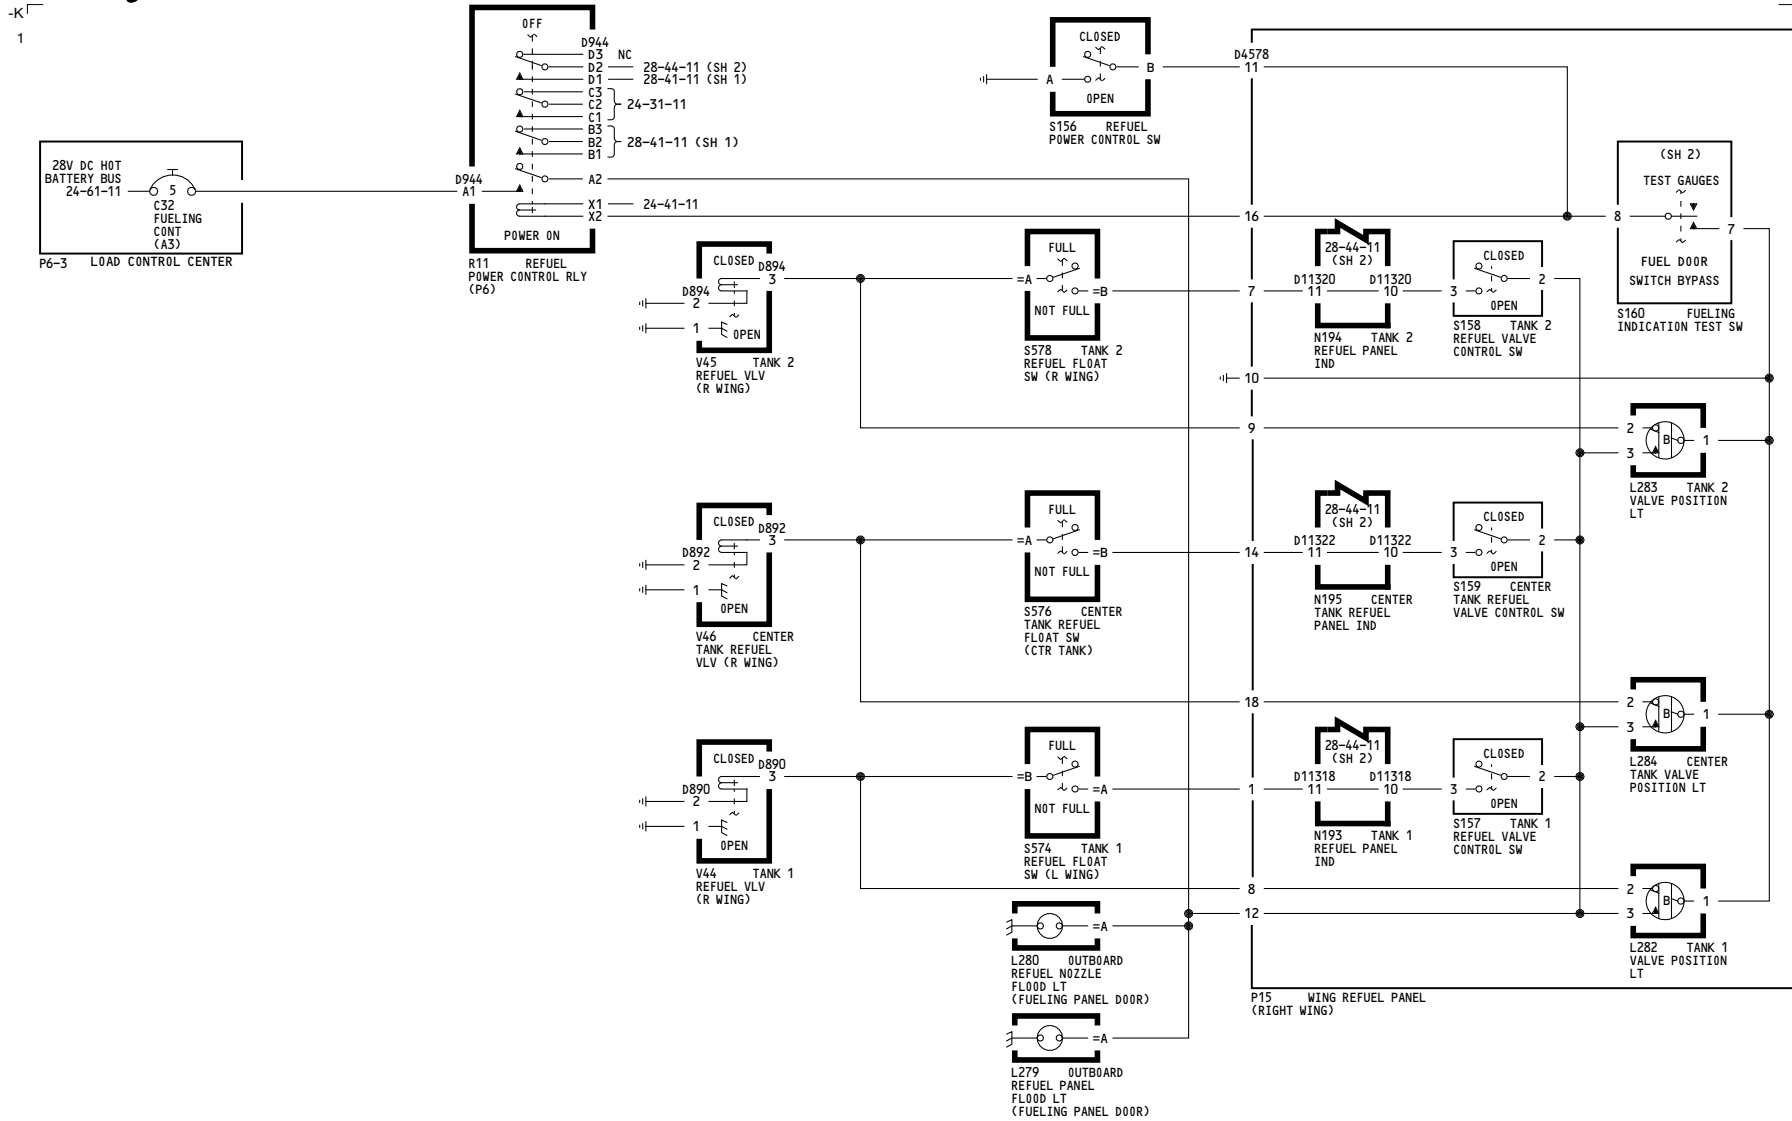 -K
1
OFF
D944
D3 NC
D2 28-44-11 (SH 2)
D1 28-41-11 (SH 1)
C3
C2 24-31-11
C1
B3
B2 28-41-11 (SH 1)
B1
A2
D944
A1
X1 24-41-11
X2
POWER ON
R11 REFUEL
POWER CONTROL RLY
(P6)
28V DC HOT
BATTERY BUS
24-61-11
5
C32
FUELING
CONT
(A3)
P6-3 LOAD CONTROL CENTER
CLOSED
A
B
OPEN
S156 REFUEL
POWER CONTROL SW
D4578
11
16
(SH 2)
TEST GAUGES
8
7
FUEL DOOR
SWITCH BYPASS
S160 FUELING
INDICATION TEST SW
CLOSED
D894
3
D894
2
1
OPEN
V45 TANK 2
REFUEL VLV
(R WING)
FULL
=A
=B
NOT FULL
S578 TANK 2
REFUEL FLOAT
SW (R WING)
7
28-44-11
(SH 2)
D11320 D11320
11 10
N194 TANK 2
REFUEL PANEL
IND
CLOSED
2
3
OPEN
S158 TANK 2
REFUEL VALVE
CONTROL SW
10
9
2
B 1
3
L283 TANK 2
VALVE POSITION
LT
CLOSED
D892
3
D892
2
1
OPEN
V46 CENTER
TANK REFUEL
VLV (R WING)
FULL
=A
=B
NOT FULL
S576 CENTER
TANK REFUEL
FLOAT SW
(CTR TANK)
14
28-44-11
(SH 2)
D11322 D11322
11 10
N195 CENTER
TANK REFUEL
PANEL IND
CLOSED
2
3
OPEN
S159 CENTER
TANK REFUEL
VALVE CONTROL SW
18
2
B 1
3
L284 CENTER
TANK VALVE
POSITION LT
CLOSED
D890
3
D890
2
1
OPEN
V44 TANK 1
REFUEL VLV
(R WING)
FULL
=B
=A
NOT FULL
S574 TANK 1
REFUEL FLOAT
SW (L WING)
1
28-44-11
(SH 2)
D11318 D11318
11 10
N193 TANK 1
REFUEL PANEL
IND
CLOSED
2
3
OPEN
S157 TANK 1
REFUEL VALVE
CONTROL SW
8
12
2
B 1
3
L282 TANK 1
VALVE POSITION
LT
=A
L280 OUTBOARD
REFUEL NOZZLE
FLOOD LT
(FUELING PANEL DOOR)
P15 WING REFUEL PANEL
(RIGHT WING)
=A
L279 OUTBOARD
REFUEL PANEL
FLOOD LT
(FUELING PANEL DOOR)